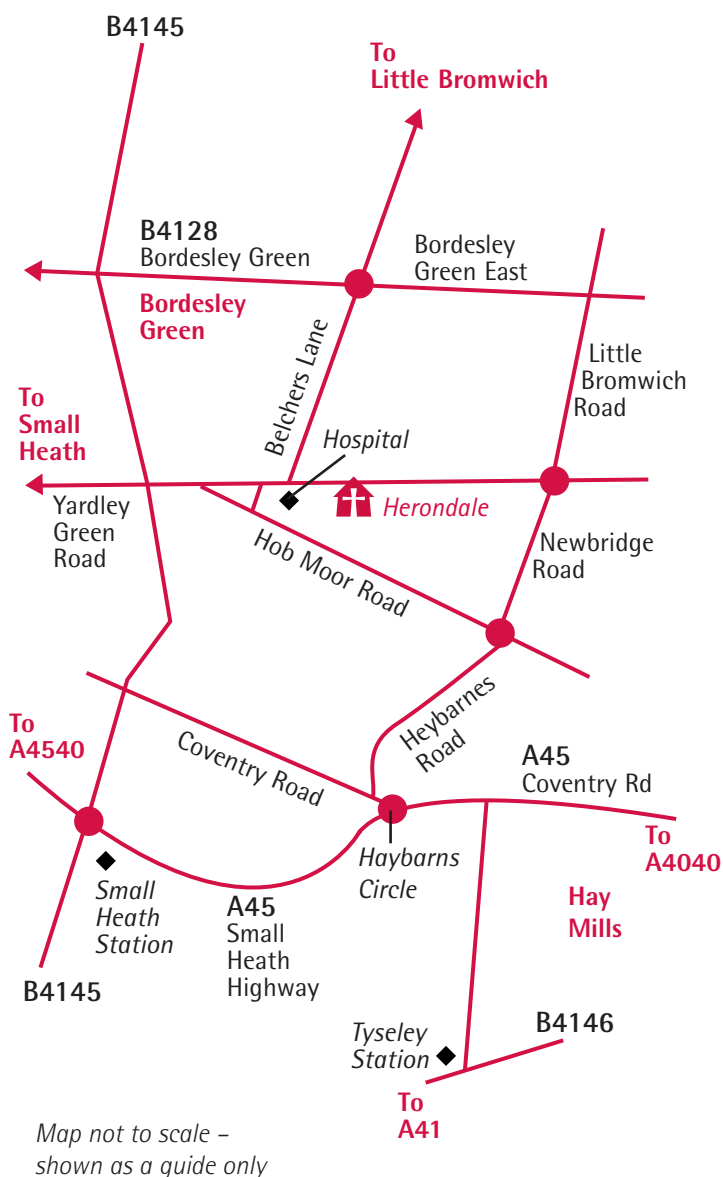 B4145
To
Little Bromwich
B4128
Bordesley Green
Bordesley
Green East
Bordesley
Green
Little
Bromwich
Road
Belchers Lane
To
Small
Heath
Hospital
Yardley
Green
Road
Herondale
Hob Moor Road
Newbridge
Road
Heybarnes
Road
To
A4540
Coventry Road
A45
Coventry Rd
To
A4040
Haybarns
Circle
Small
Heath
Station
A45
Small
Heath
Highway
Hay
Mills
B4145
B4146
Tyseley
Station
To
A41
Map not to scale –
shown as a guide only